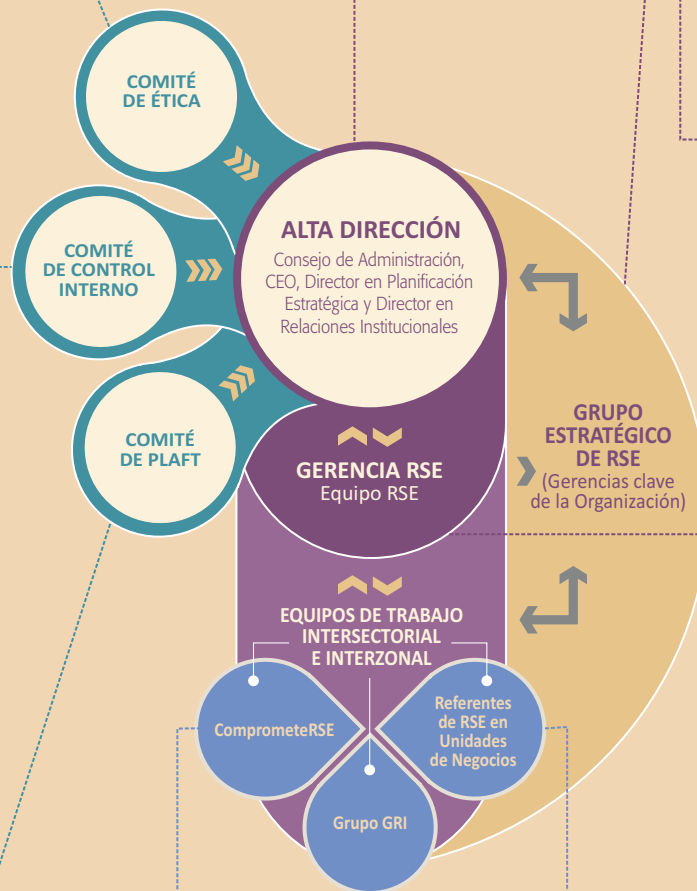 COMITÉ
DE ÉTICA
COMITÉ
DE CONTROL
INTERNO
COMITÉ
DE PLAFT
ALTA DIRECCIÓN
Consejo de Administración,
CEO, Director en Planificación
Estratégica y Director en
Relaciones Institucionales
GERENCIA RSE
Equipo RSE
GRUPO
ESTRATÉGICO
DE RSE
(Gerencias clave
de la Organización)
EQUIPOS DE TRABAJO
INTERSECTORIAL
E INTERZONAL
ComprometeRSE
Grupo GRI
Referentes
de RSE en
Unidades
de Negocios